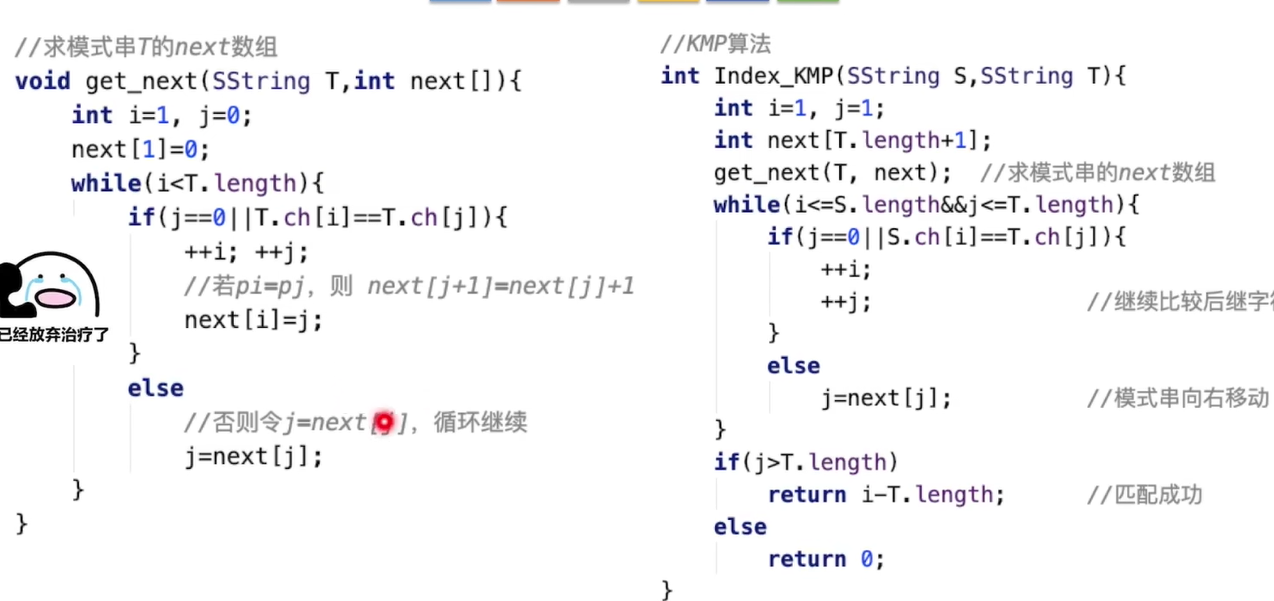 //求模式串T的next数组
void get_next(SString T,int next[]){
int i=1, j=0;
next[1]=0;
while(i<T.length){
if(j==0||T.ch[i]==T.ch[j]){
++i; ++j;
//若pi=pj，则 next[j+1]=next[j]+1
next[i]=j;
}
else
//否则令j=next[j]，循环继续
j=next[j];
}
}
已经放弃治疗了
//KMP算法
int Index_KMP(SString S,SString T){
int i=1, j=1;
int next[T.length+1];
get_next(T, next); //求模式串的next数组
while(i<=S.length&&j<=T.length){
if(j==0||S.ch[i]==T.ch[j]){
++i;
++j; //继续比较后继字符
}
else
j=next[j]; //模式串向右移动
}
if(j>T.length)
return i-T.length; //匹配成功
else
return 0;
}